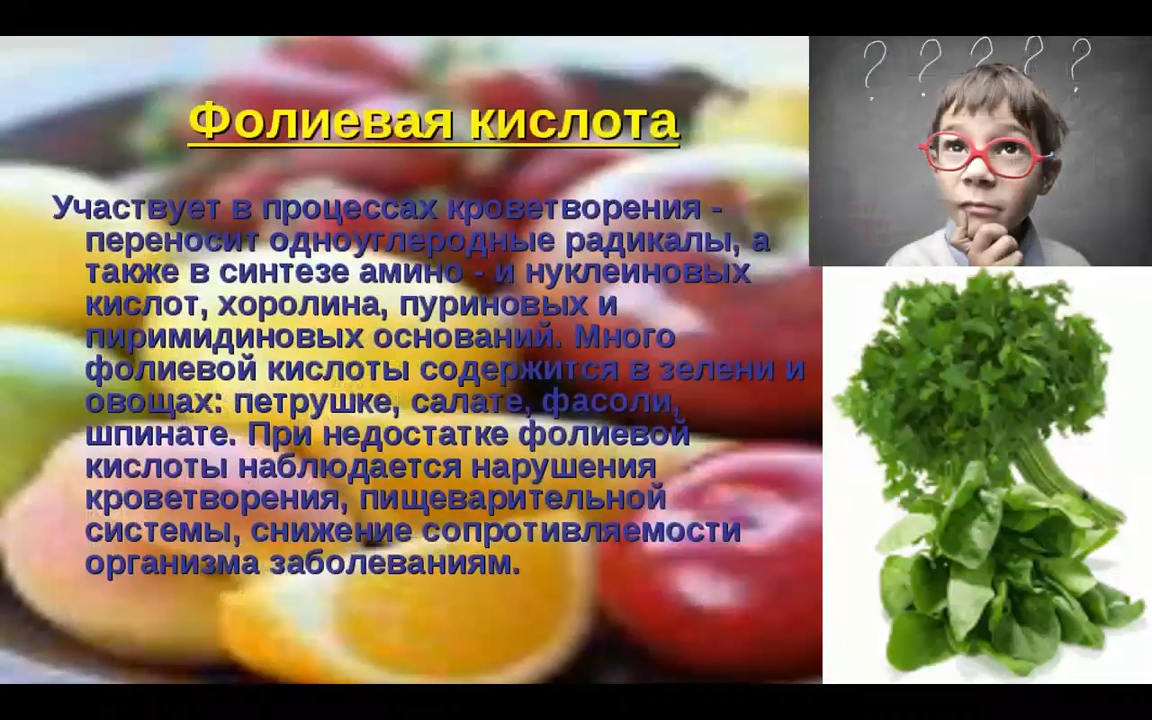 Фолиевая кислота
Участвует в процессах кроветворения -
переносит одноуглеродные радикалы, а
также в синтезе амино - и нуклеиновых
кислот, хоролина, пуриновых и
пиримидиновых оснований. Много
фолиевой кислоты содержится в зелени и
овощах: петрушке, салате, фасоли,
шпинате. При недостатке фолиевой
кислоты наблюдается нарушения
кроветворения, пищеварительной
системы, снижение сопротивляемости
организма заболеваниям.
? ? ? ? ?